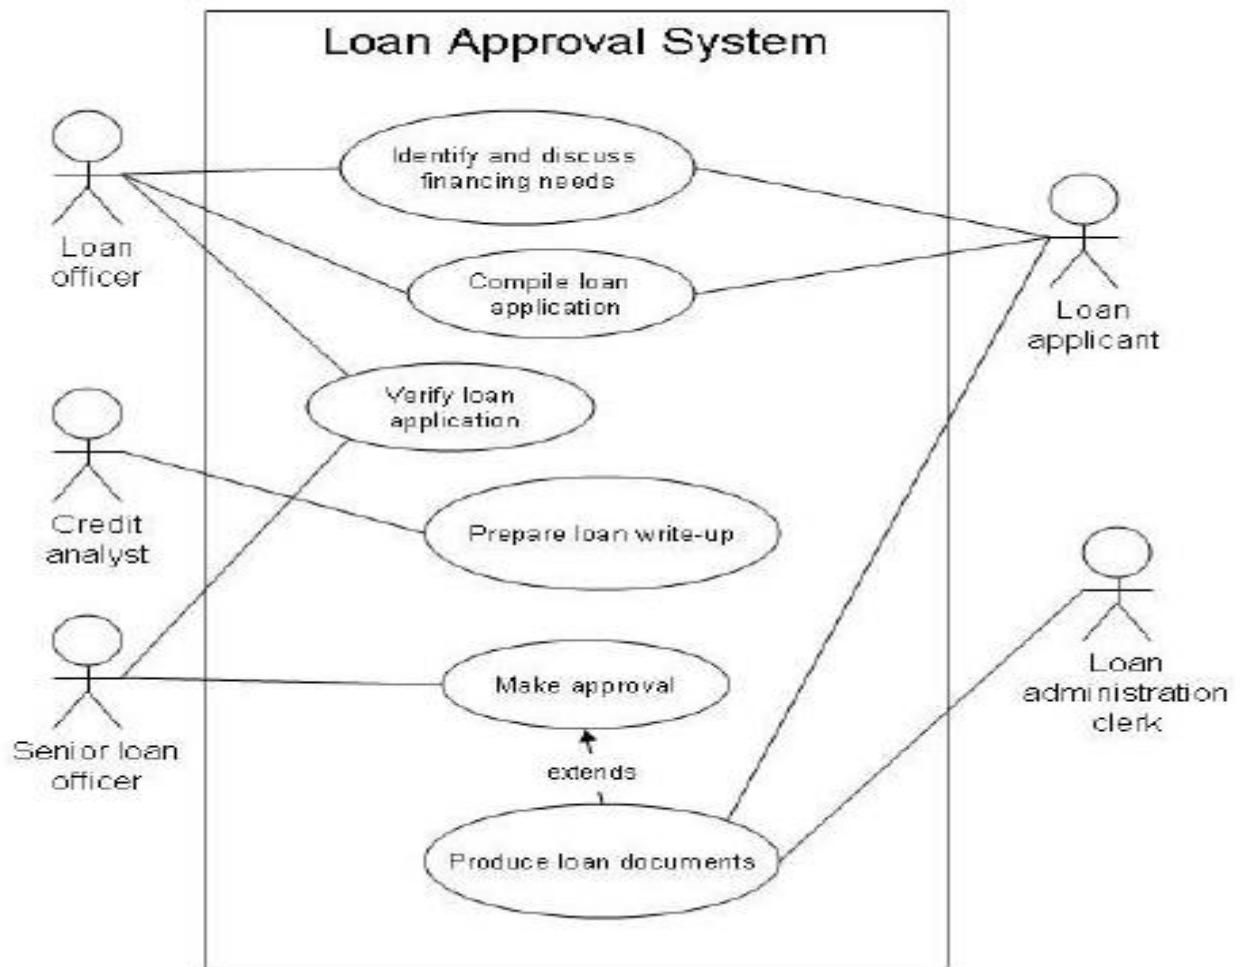 Loan Approval System
Identify and discuss
financing needs
Loan
officer
Compile loan
application
Loan
applicant
Verify loan
application
Credit
analyst
Prepare loan write-up
Loan
administration
clerk
Make approval
Senior loan
officer
extends
Produce loan documents